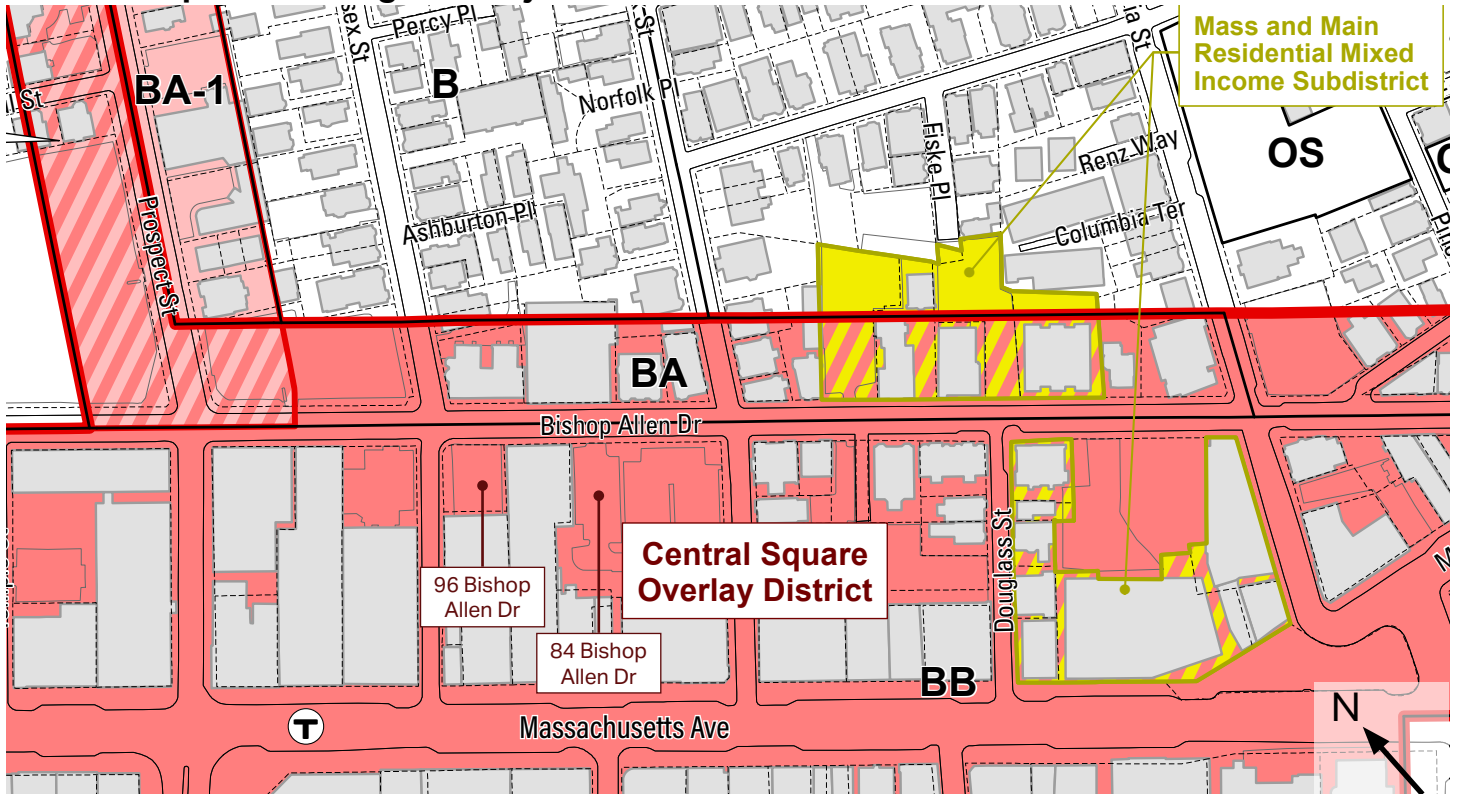 Percy Pl
BA-1
B
Norfolk Pl
Mass and Main
Residential Mixed
Income Subdistrict
OS
Fiske Pl
Renz Way
Columbia Ter
Ashburton Pl
Prospect St
BA
Bishop Allen Dr
96 Bishop
Allen Dr
84 Bishop
Allen Dr
Central Square
Overlay District
Douglass St
BB
Massachusetts Ave
T
N